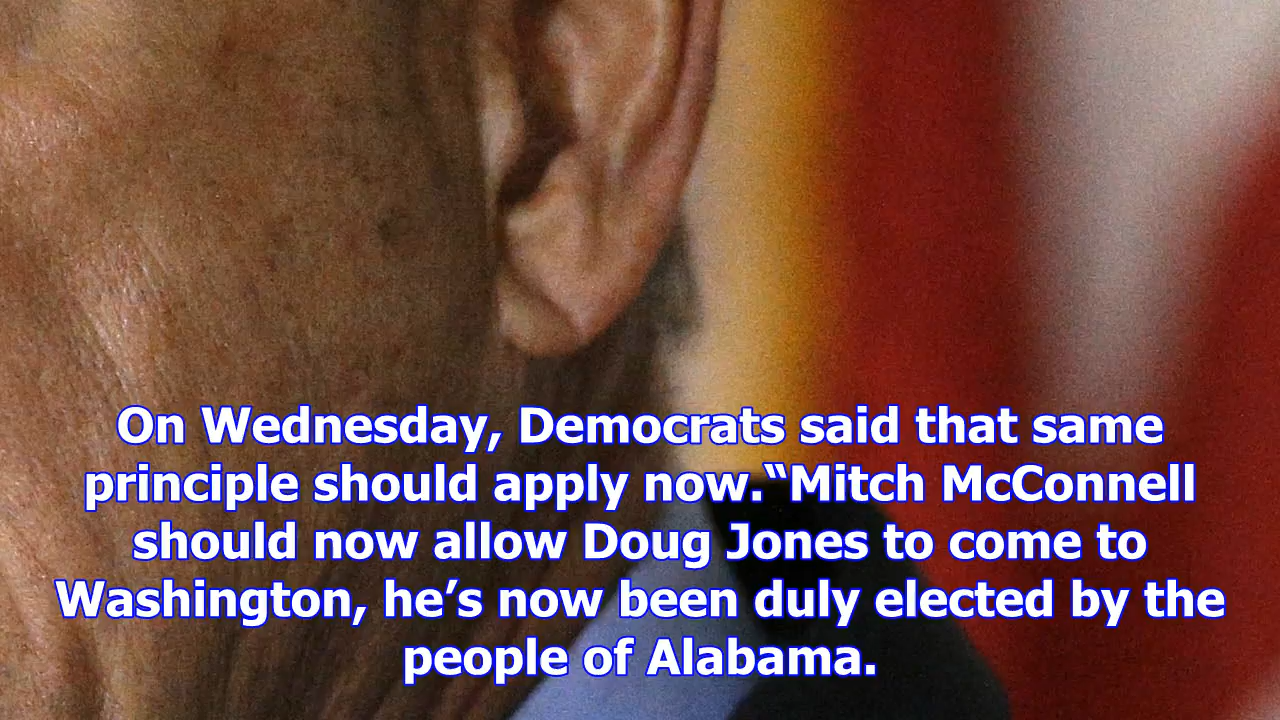 On Wednesday, Democrats said that same
principle should apply now.“Mitch McConnell
should now allow Doug Jones to come to
Washington, he’s now been duly elected by the
people of Alabama.